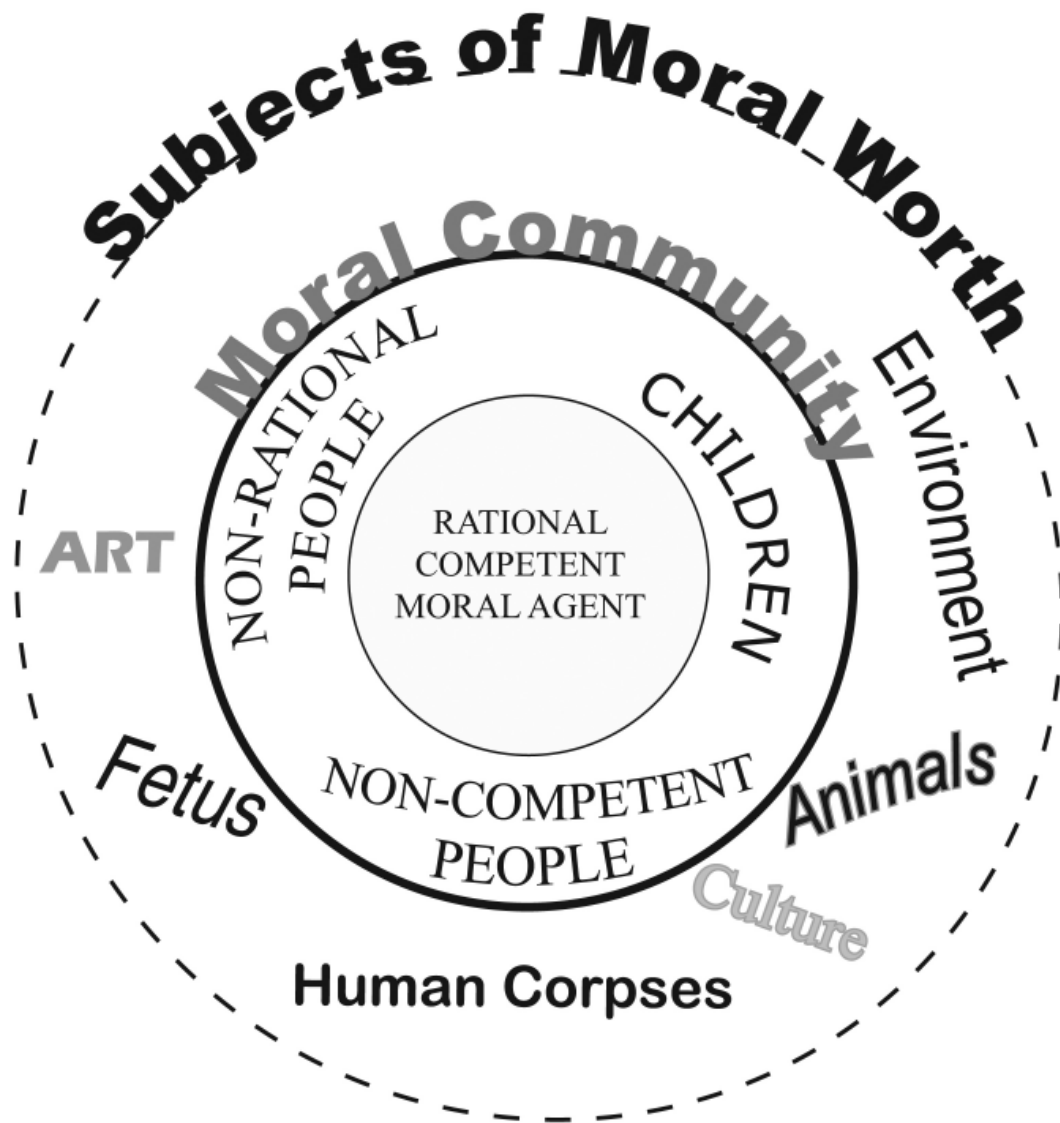 Subjects of Moral Worth
Moral Community
NON-RATIONAL
PEOPLE
CHILDREN
Environment
RATIONAL
COMPETENT
MORAL AGENT
ART
Fetus
NON-COMPETENT
PEOPLE
Animals
Culture
Human Corpses